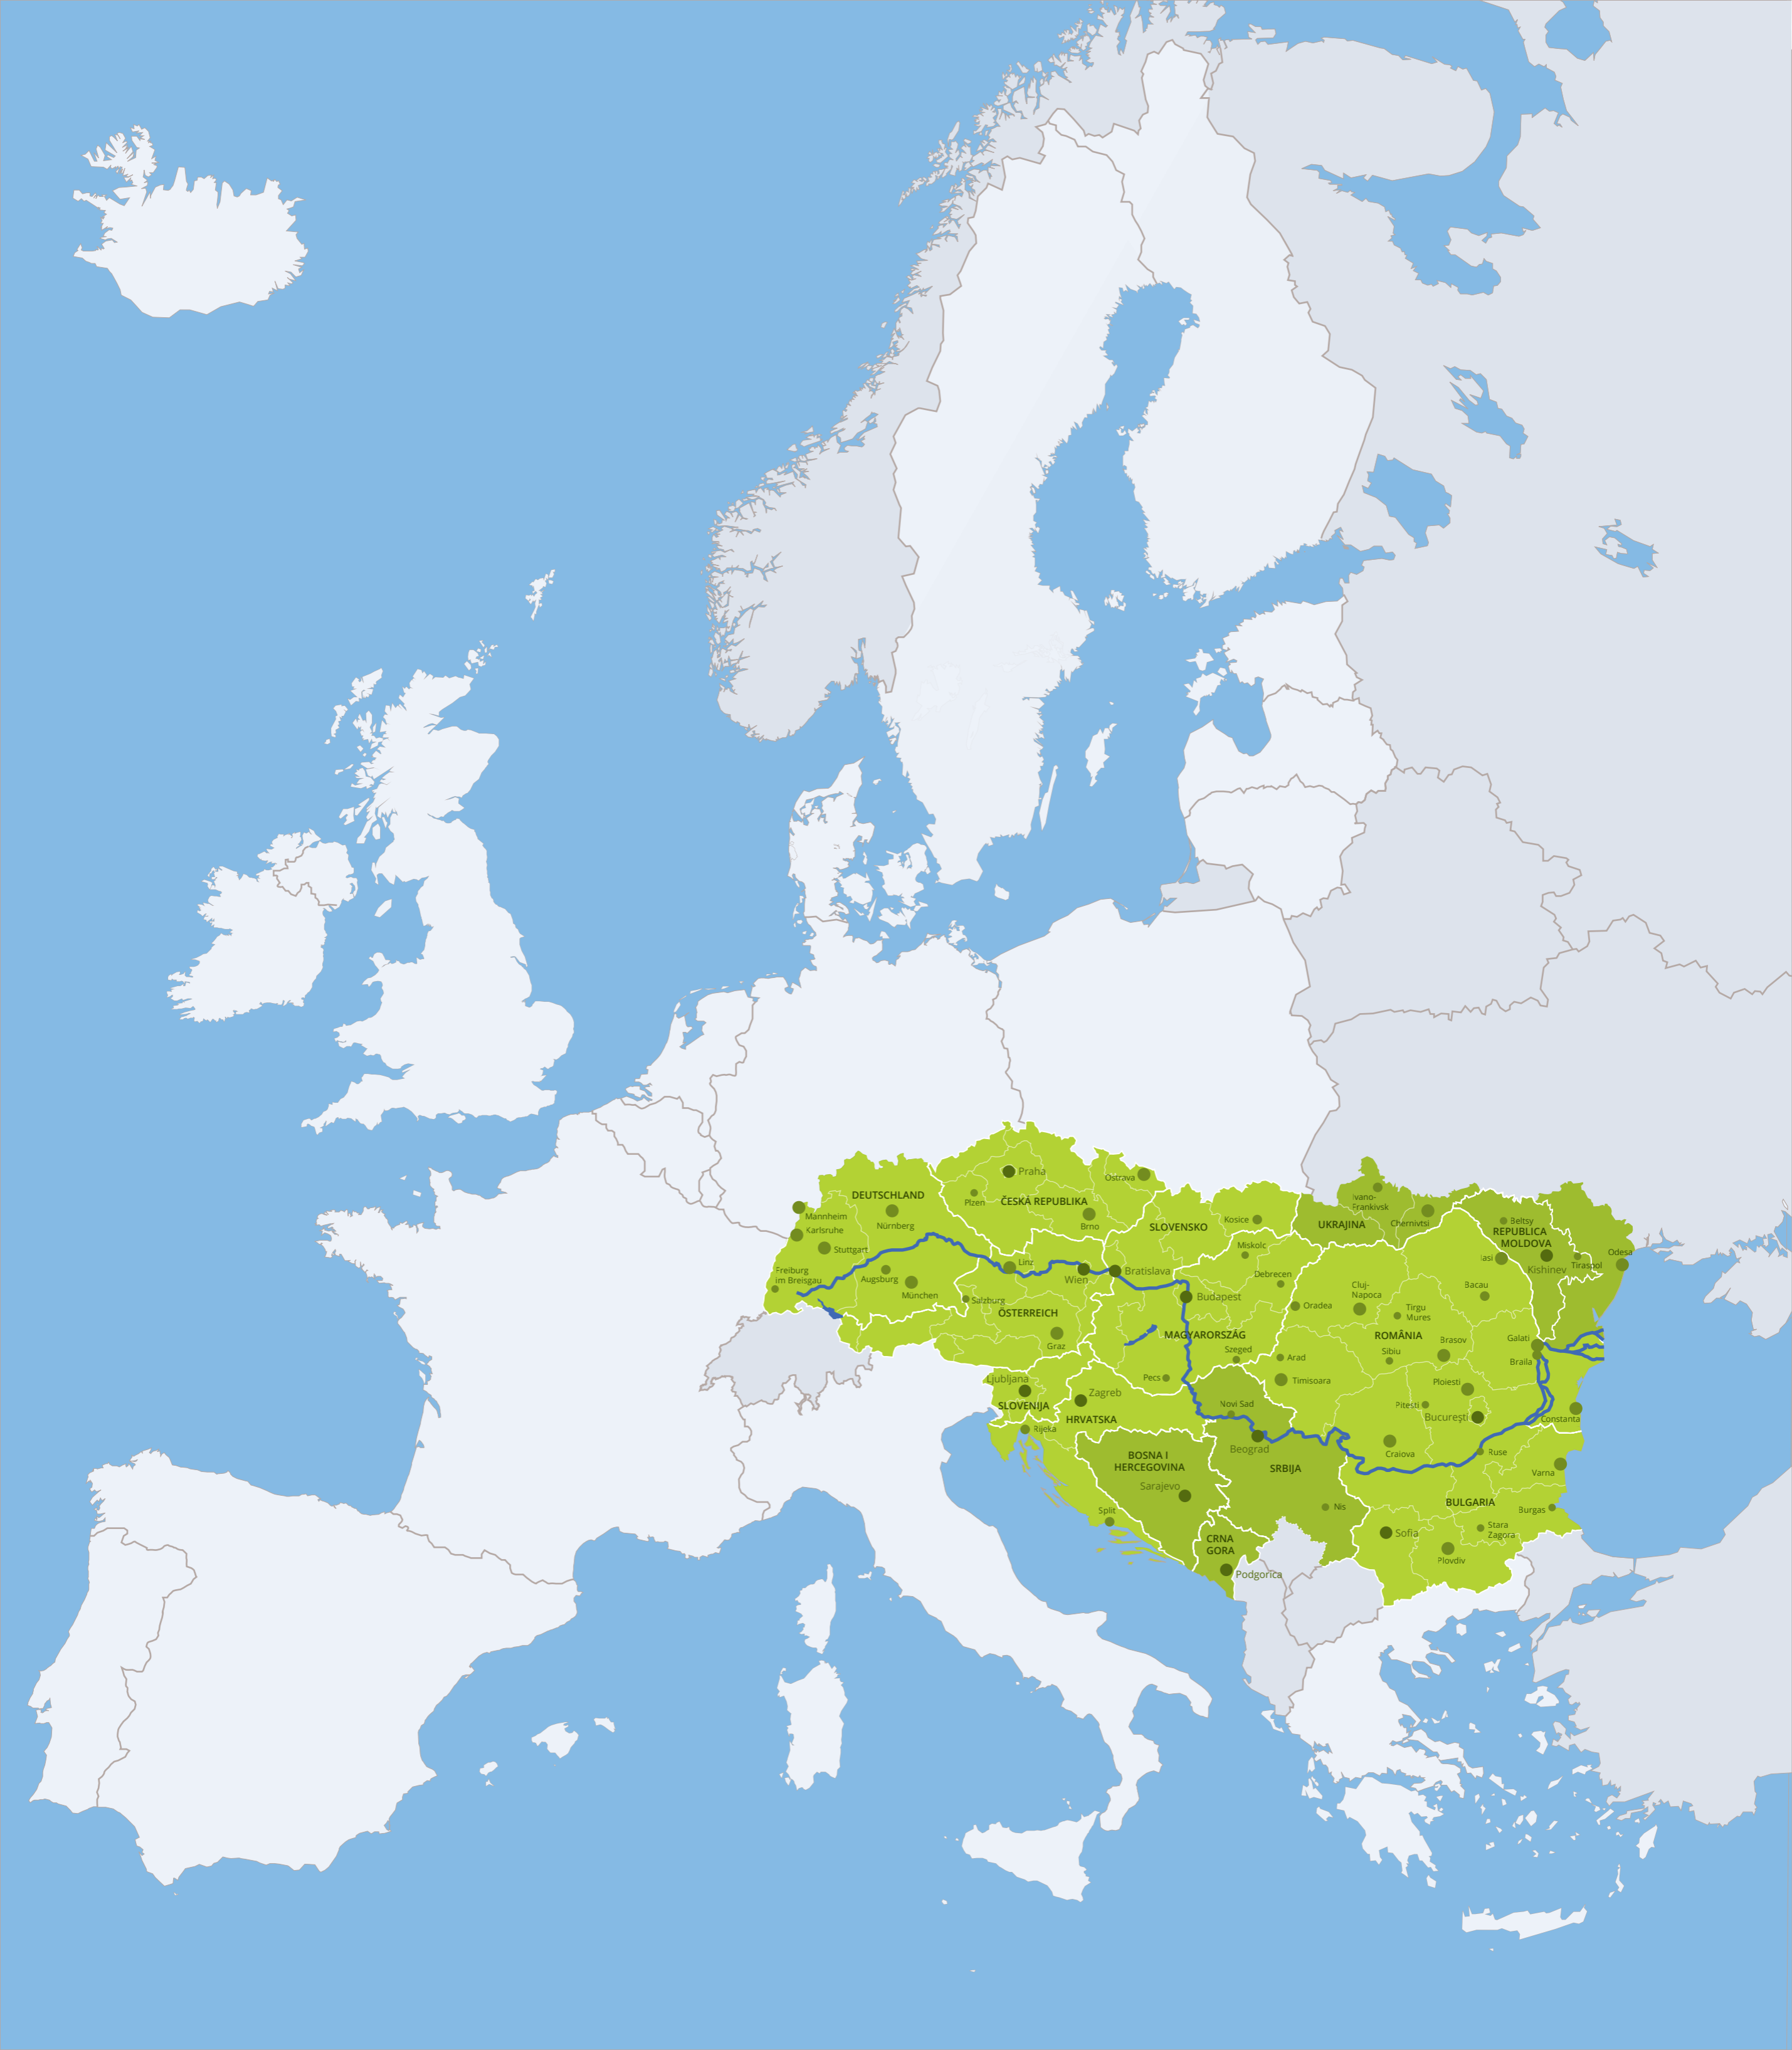 Praha
Ostrava
DEUTSCHLAND
Plzen
ČESKÁ REPUBLIKA
Ivano-
Frankivsk
Mannheim
Nürnberg
Brno
SLOVENSKO
Kosice
UKRAJINA
Chernivtsi
Beltsy
REPUBLICA
MOLDOVA
Karlsruhe
Stuttgart
Miskolc
Iasi
Kishinev
Tiraspol
Odesa
Freiburg
im Breisgau
Augsburg
München
Linz
Wien
Bratislava
Debrecen
Cluj-
Napoca
Bacau
Salzburg
ÖSTERREICH
Budapest
Oradea
Tirgu
Mures
Graz
MAGYARORSZÁG
Szeged
ROMÂNIA
Sibiu
Brasov
Galati
Braila
Arad
Ljubljana
Pecs
Timisoara
Ploiesti
SLOVENIJA
Zagreb
HRVATSKA
Novi Sad
Pitesti
Bucureşti
Constanta
Rijeka
Beograd
Craiova
Ruse
BOSNA I
HERCEGOVINA
SRBIJA
Varna
Sarajevo
Split
Nis
BULGARIA
Burgas
CRNA
GORA
Sofia
Stara
Zagora
Plovdiv
Podgorica